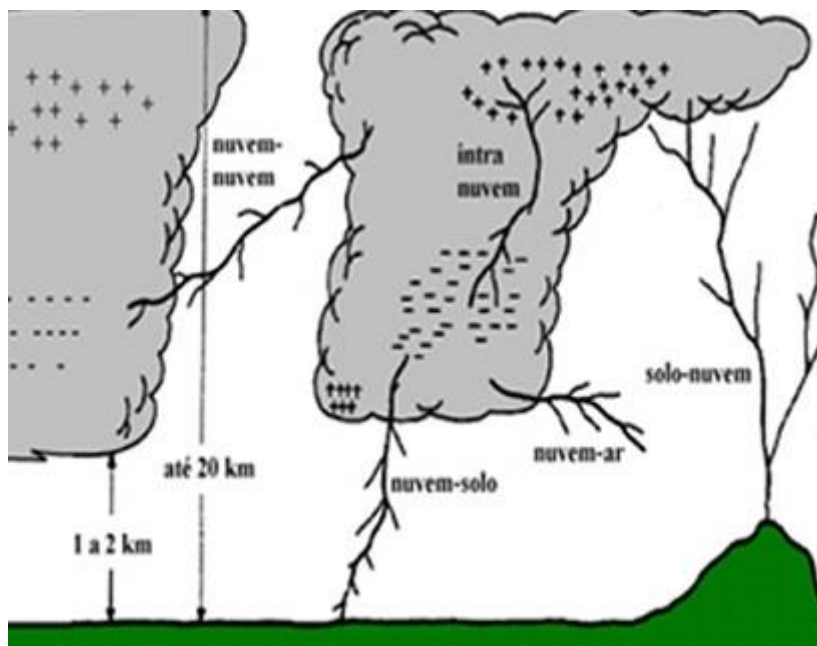 nuvem-
nuvem
intra
nuvem
solo-nuvem
nuvem-ar
até 20 km
nuvem-solo
1 a 2 km